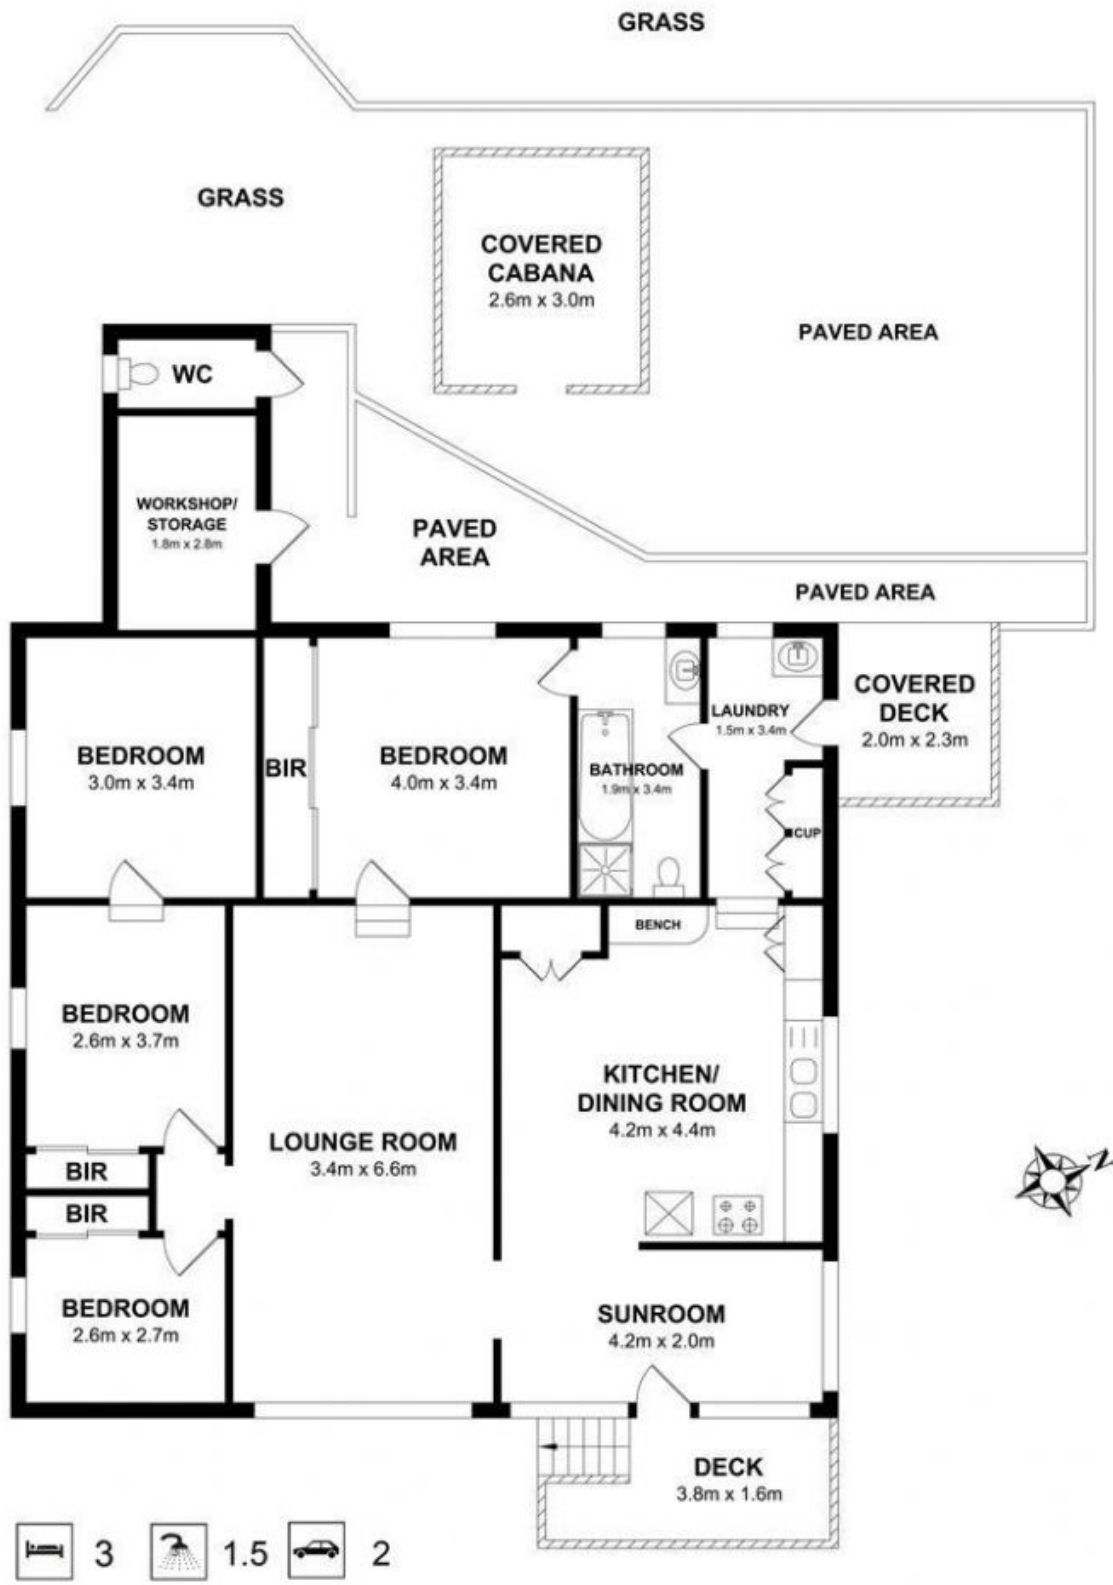 GRASS
GRASS
COVERED
CABANA
2.6m x 3.0m
PAVED AREA
WC
WORKSHOP/
STORAGE
1.8m x 2.8m
PAVED
AREA
PAVED AREA
BEDROOM
3.0m x 3.4m
BIR
BEDROOM
4.0m x 3.4m
BATHROOM
1.9m x 3.4m
LAUNDRY
1.5m x 3.4m
COVERED
DECK
2.0m x 2.3m
CUP
BENCH
BEDROOM
2.6m x 3.7m
BIR
BIR
BEDROOM
2.6m x 2.7m
LOUNGE ROOM
3.4m x 6.6m
KITCHEN/
DINING ROOM
4.2m x 4.4m
N
SUNROOM
4.2m x 2.0m
DECK
3.8m x 1.6m
3 1.5 2